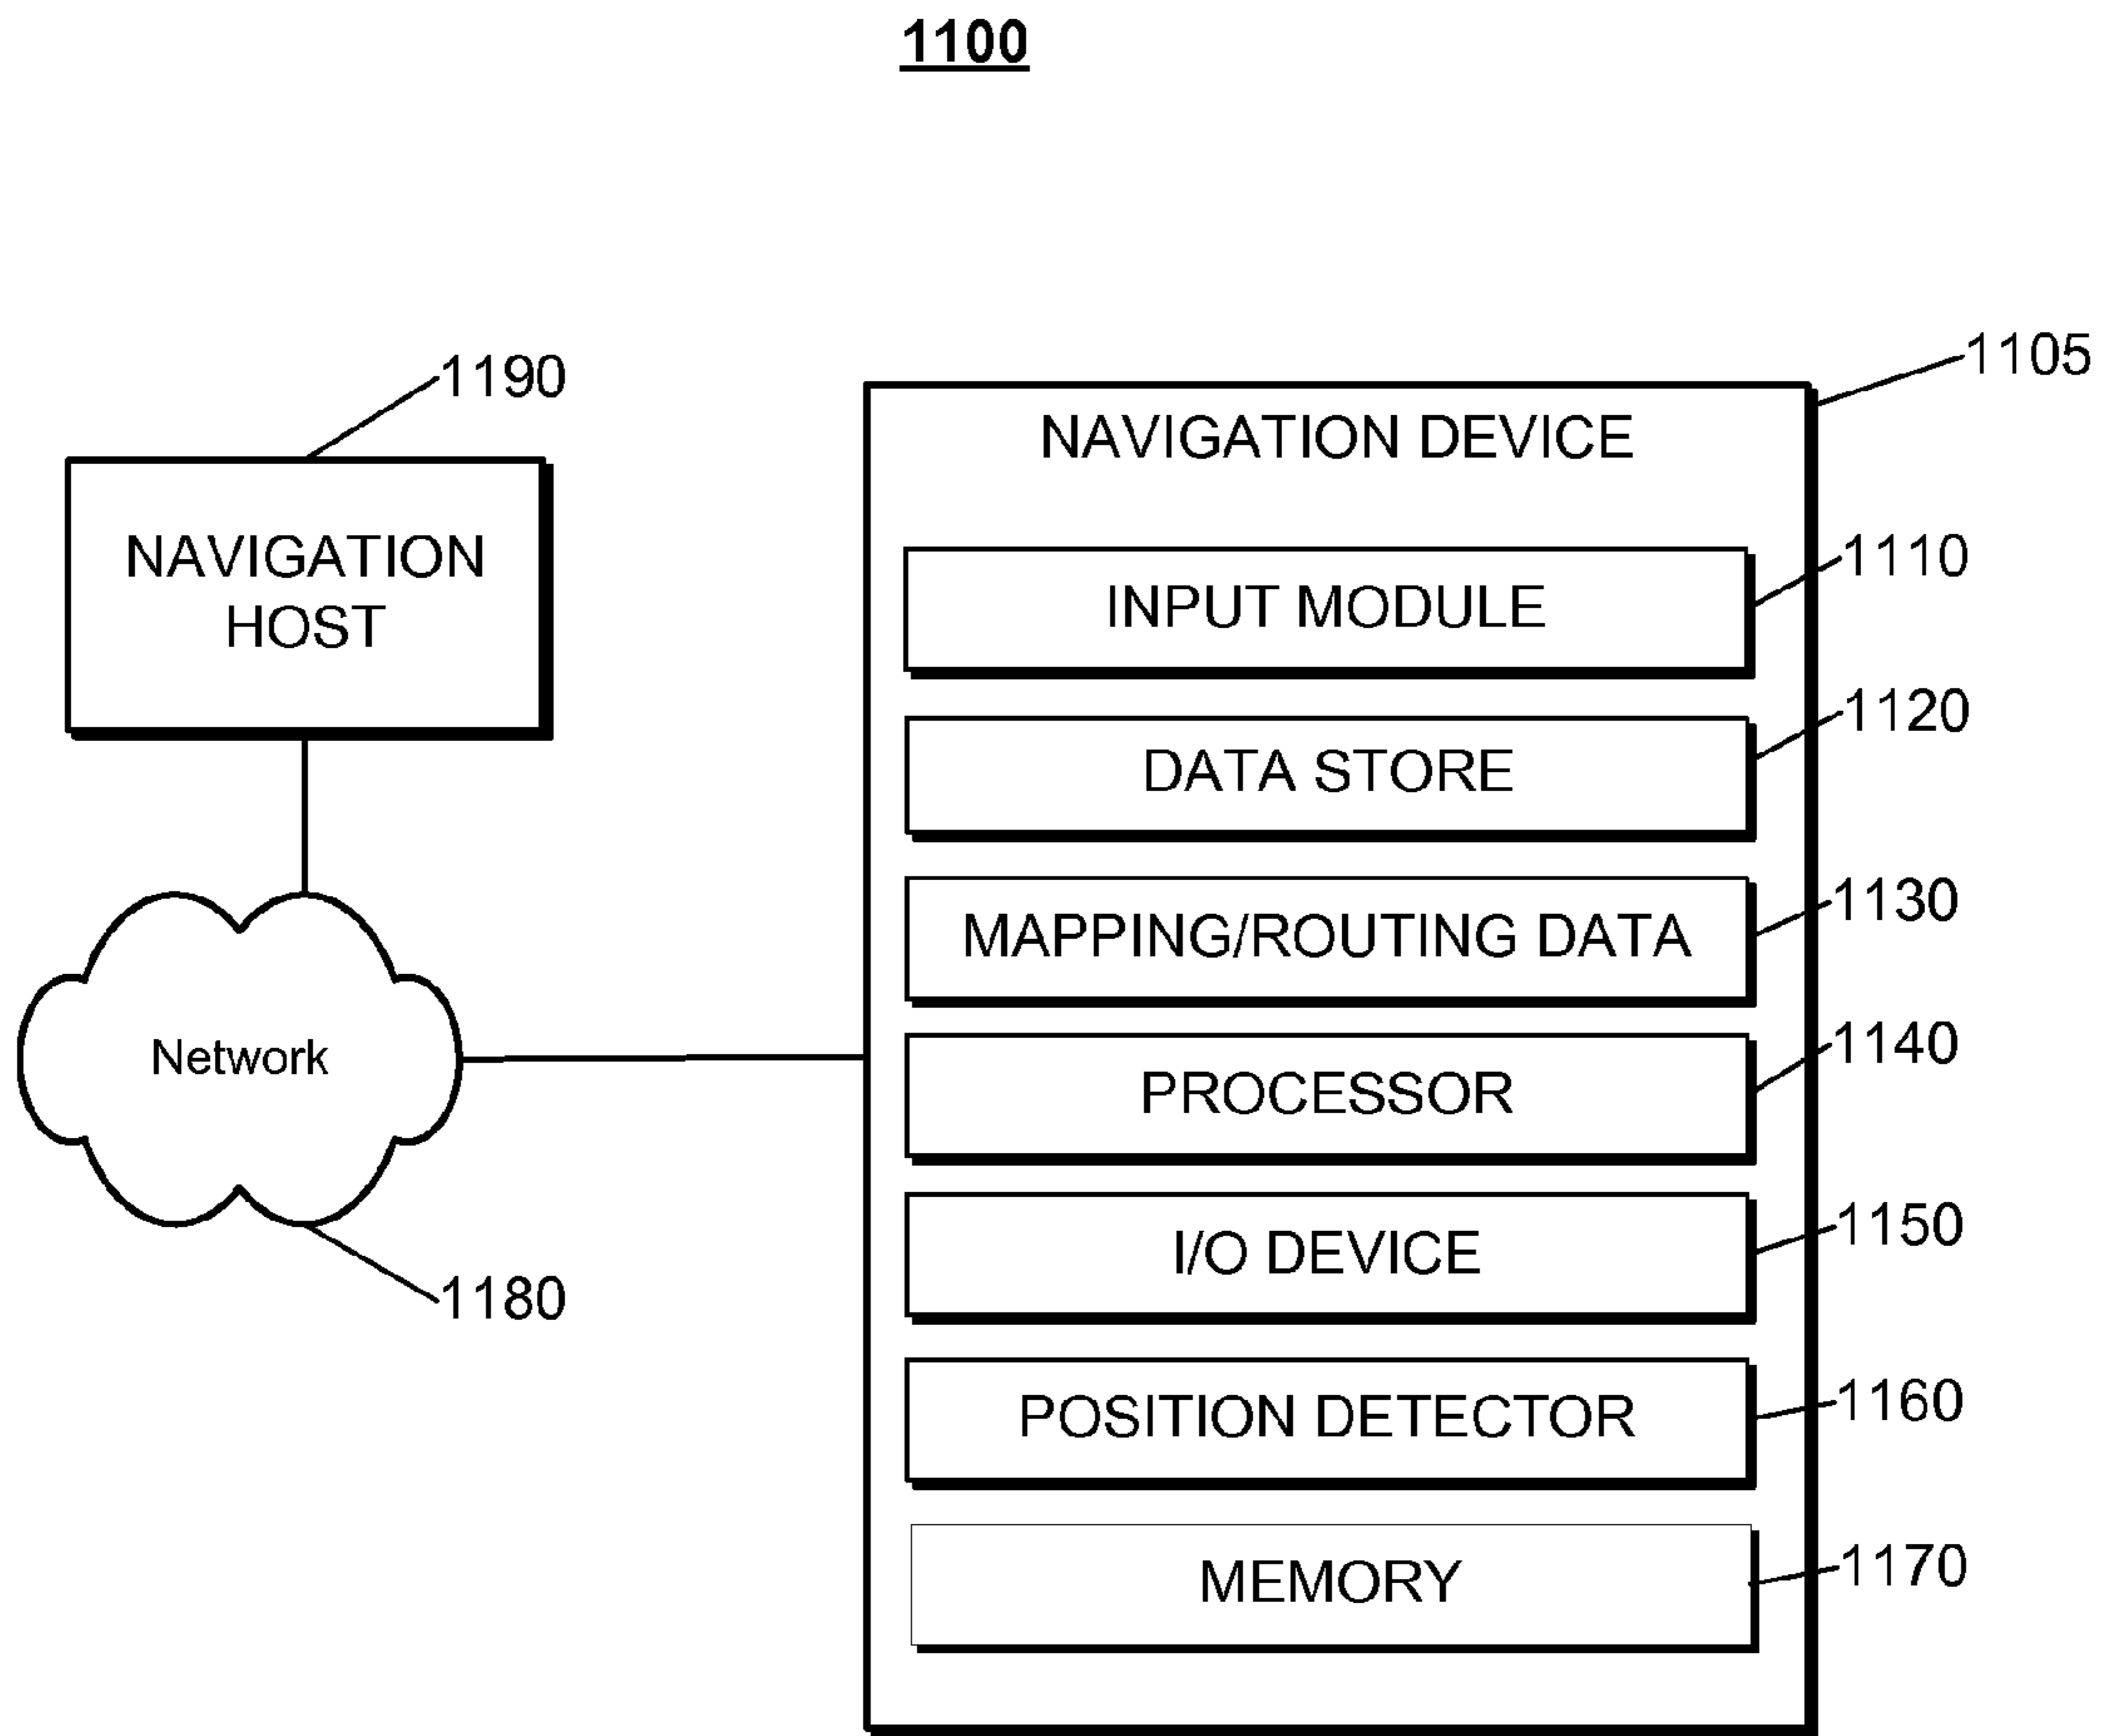 1100
1190
NAVIGATION
HOST
Network
1180
1105
NAVIGATION DEVICE
INPUT MODULE
1110
DATA STORE
1120
MAPPING/ROUTING DATA
1130
PROCESSOR
1140
I/O DEVICE
1150
POSITION DETECTOR
1160
MEMORY
1170